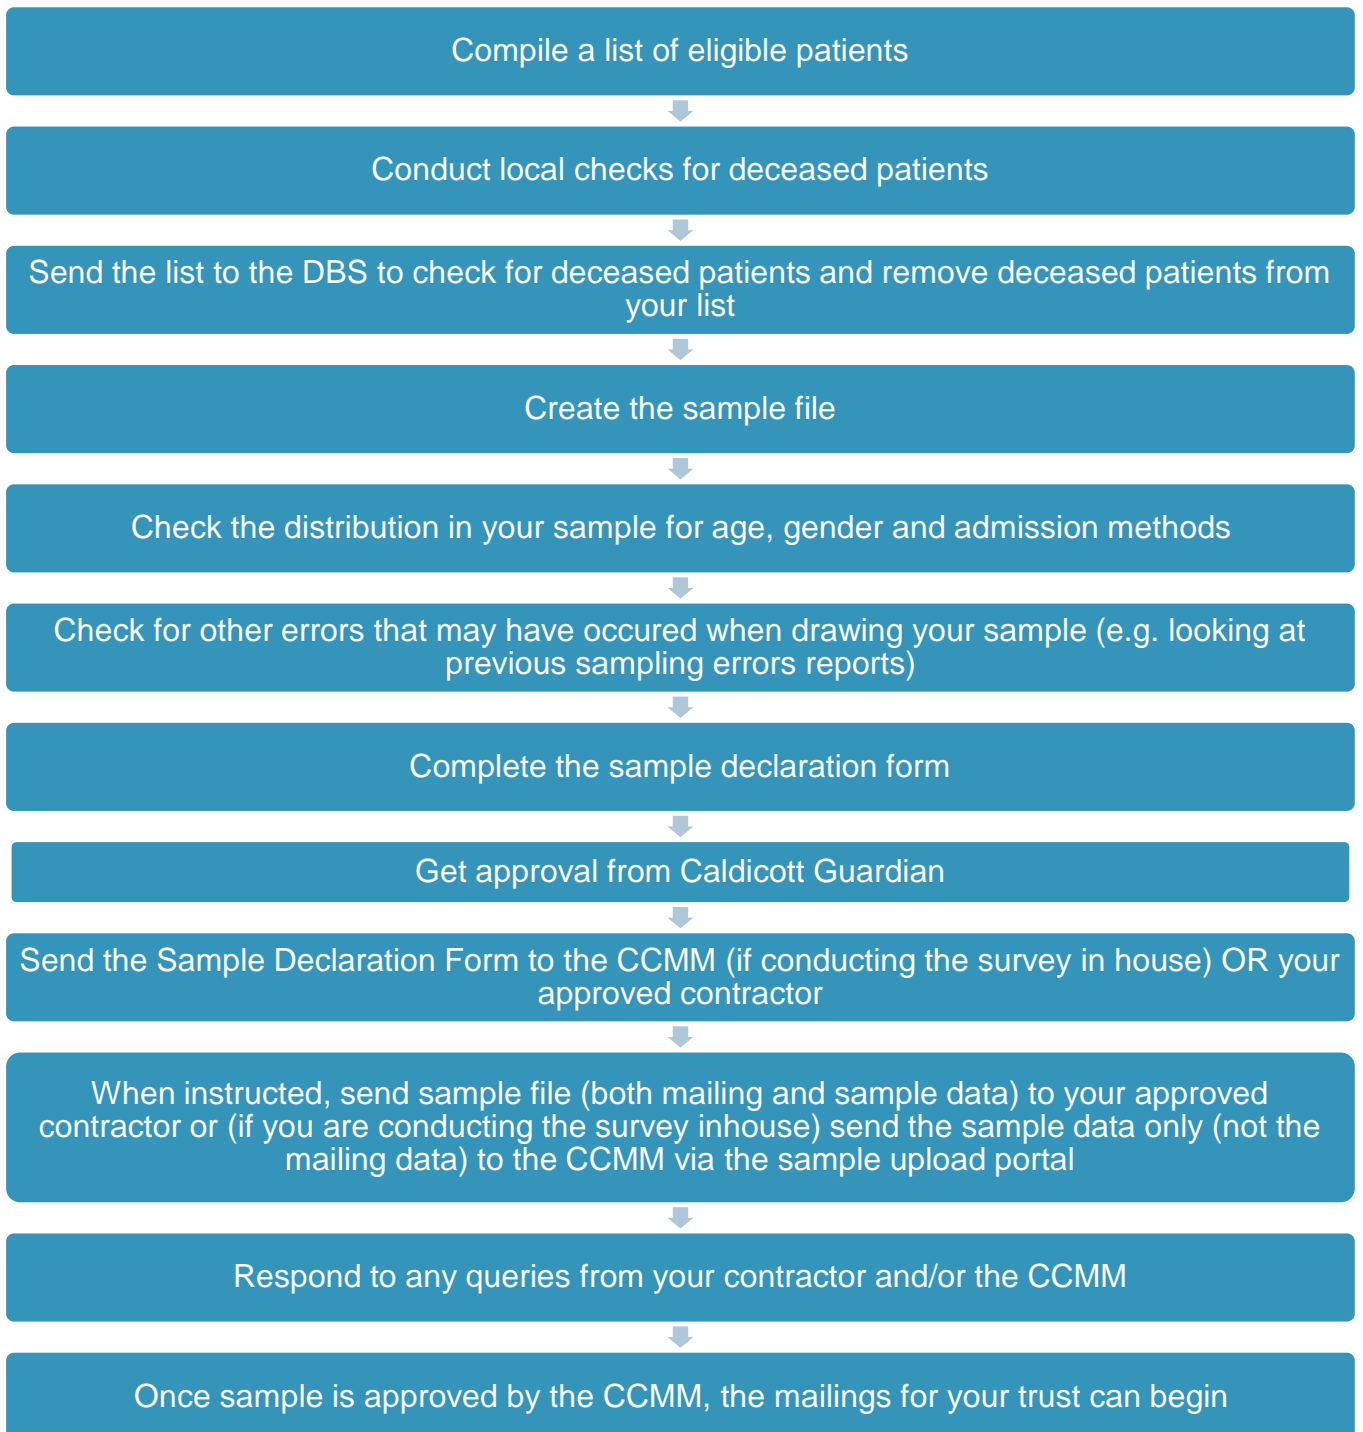 Compile a list of eligible patients
Conduct local checks for deceased patients
Send the list to the DBS to check for deceased patients and remove deceased patients from
your list
Create the sample file
Check the distribution in your sample for age, gender and admission methods
Check for other errors that may have occured when drawing your sample (e.g. looking at
previous sampling errors reports)
Complete the sample declaration form
Get approval from Caldicott Guardian
Send the Sample Declaration Form to the CCMM (if conducting the survey in house) OR your
approved contractor
When instructed, send sample file (both mailing and sample data) to your approved
contractor or (if you are conducting the survey inhouse) send the sample data only (not the
mailing data) to the CCMM via the sample upload portal
Respond to any queries from your contractor and/or the CCMM
Once sample is approved by the CCMM, the mailings for your trust can begin